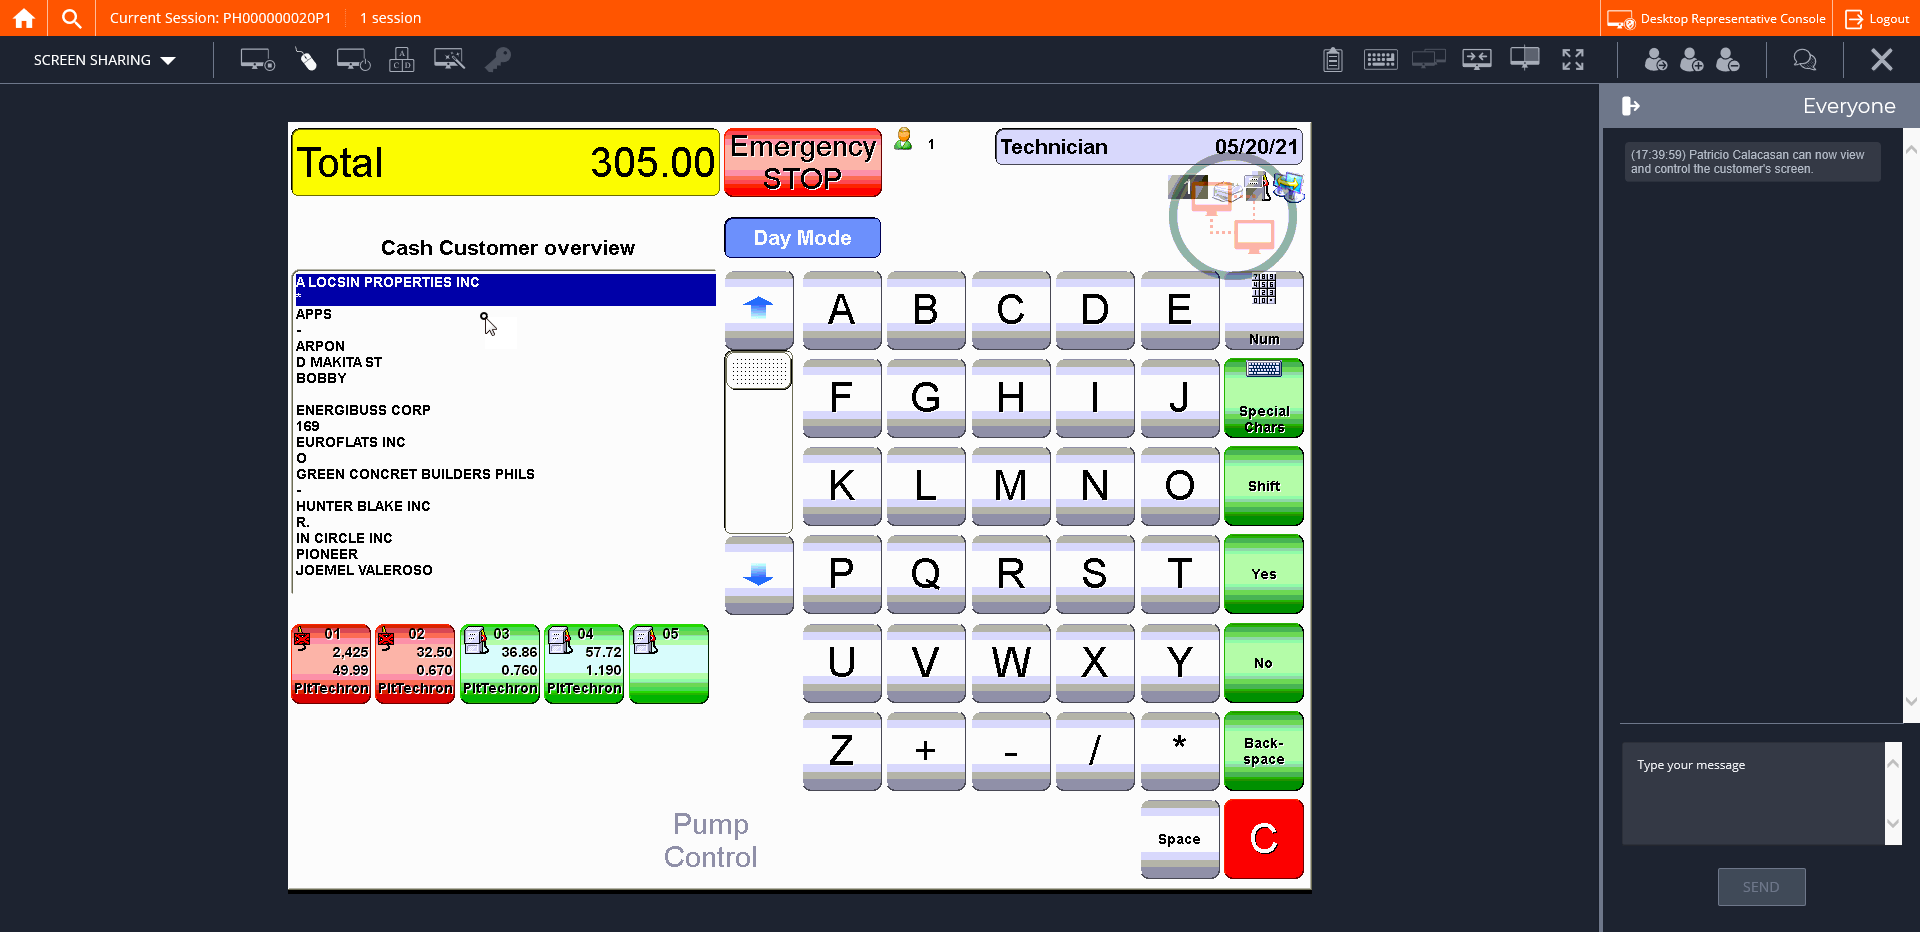 Current Session: PH000000020P1
1 session
Desktop Representative Console
Logout
SCREEN SHARING
Everyone
(17:39:59) Patricio Calacasan can now view
and control the customer's screen.
Type your message
SEND
Total 305.00
Emergency
STOP
1
Technician 05/20/21
1
Day Mode
Cash Customer overview
A LOCSIN PROPERTIES INC
*
APPS
-
ARPON
D MAKITA ST
BOBBY
ENERGIBUSS CORP
169
EUROFLATS INC
O
GREEN CONCRET BUILDERS PHILS
-
HUNTER BLAKE INC
R.
IN CIRCLE INC
PIONEER
JOEMEL VALEROSO
A B C D E
Num
F G H I J
Special
Chars
K L M N O
Shift
P Q R S T
Yes
U V W X Y
No
Z + - / *
Back-
space
Space
C
01
2,425
49.99
PltTechron
02
32.50
0.670
PltTechron
03
36.86
0.760
PltTechron
04
57.72
1.190
PltTechron
05
Pump
Control